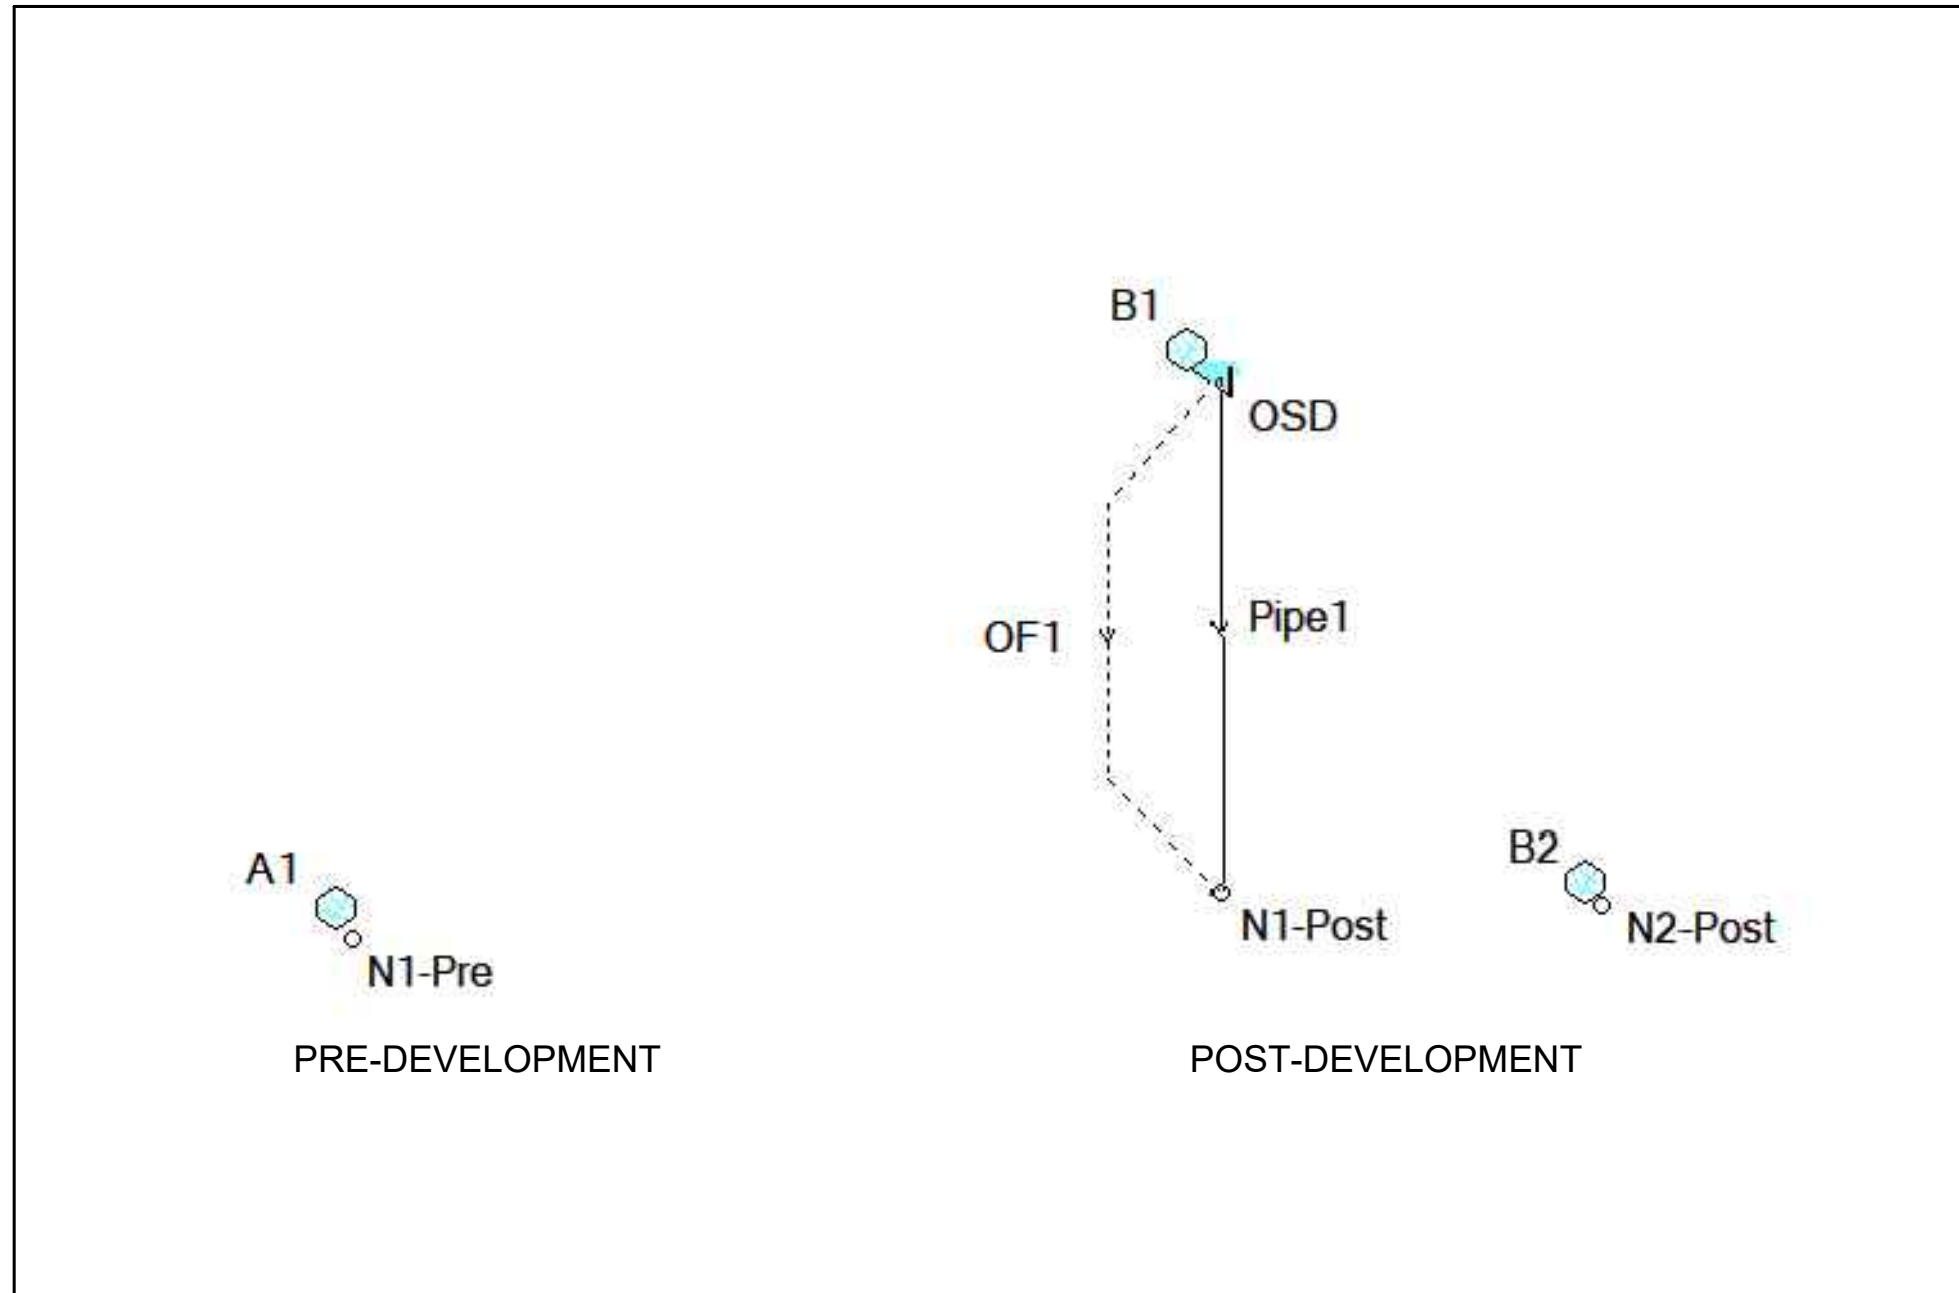 B1
OSD
Pipe1
OF1
B2
A1
N1-Post
N2-Post
N1-Pre
PRE-DEVELOPMENT
POST-DEVELOPMENT